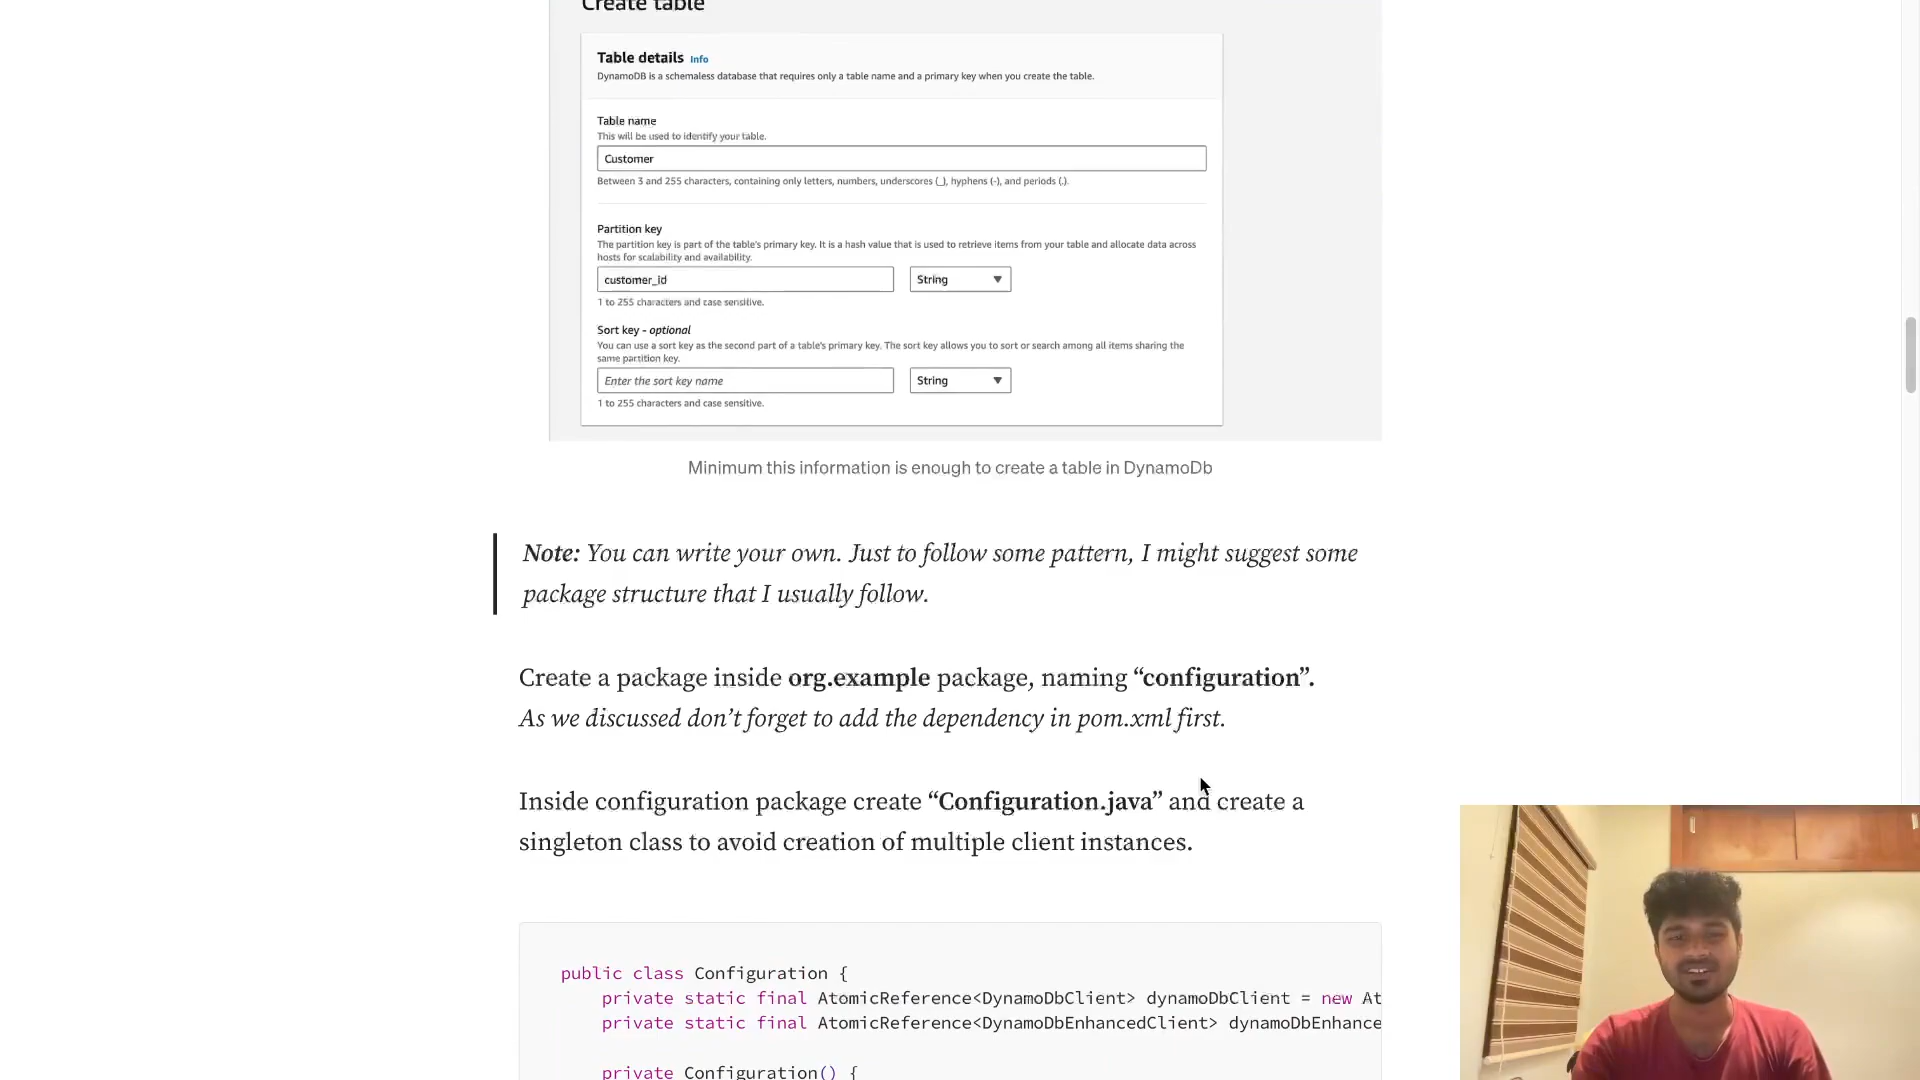 Create table
Table details Info
DynamoDB is a schemaless database that requires only a table name and a primary key when you create the table.
Table name
This will be used to identify your table.
Customer
Between 3 and 255 characters, containing only letters, numbers, underscores (_), hyphens (-), and periods (.).
Partition key
The partition key is part of the table's primary key. It is a hash value that is used to retrieve items from your table and allocate data across
hosts for scalability and availability.
customer_id String
1 to 255 characters and case sensitive.
Sort key - optional
You can use a sort key as the second part of a table's primary key. The sort key allows you to sort or search among all items sharing the
same partition key.
Enter the sort key name String
1 to 255 characters and case sensitive.
Minimum this information is enough to create a table in DynamoDb
Note: You can write your own. Just to follow some pattern, I might suggest some
package structure that I usually follow.
Create a package inside org.example package, naming “configuration”.
As we discussed don’t forget to add the dependency in pom.xml first.
Inside configuration package create “Configuration.java” and create a
singleton class to avoid creation of multiple client instances.
public class Configuration {
private static final AtomicReference<DynamoDbClient> dynamoDbClient = new At
private static final AtomicReference<DynamoDbEnhancedClient> dynamoDbEnhance
private Configuration() {